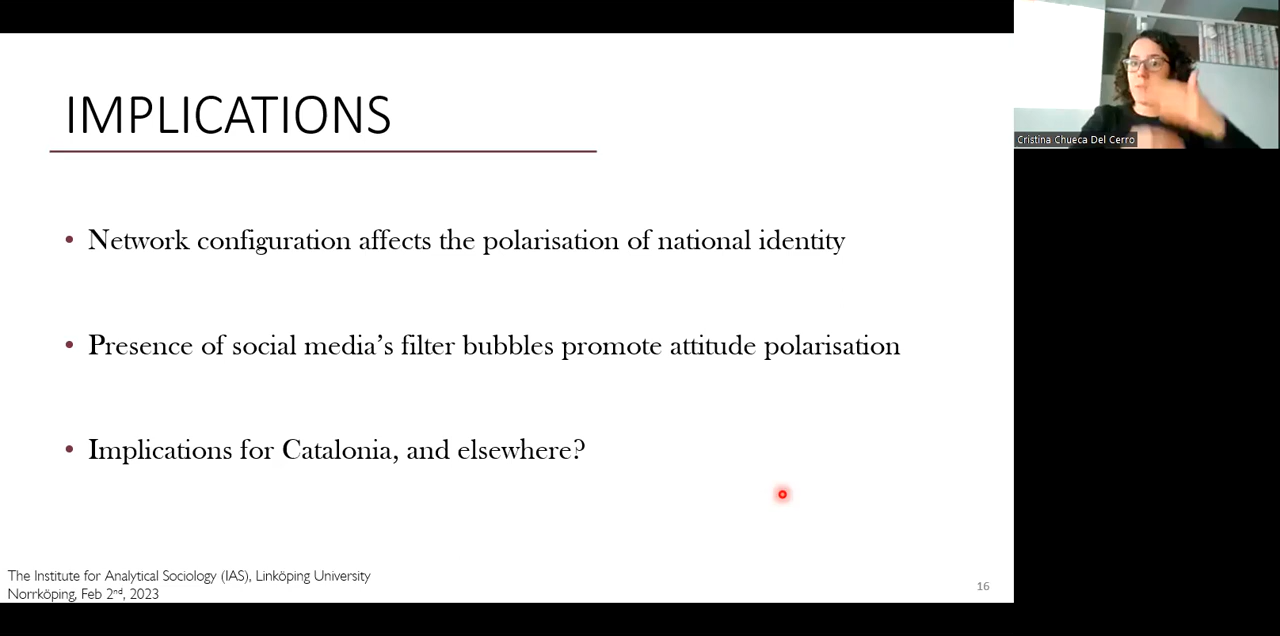 IMPLICATIONS
• Network configuration affects the polarisation of national identity
• Presence of social media’s filter bubbles promote attitude polarisation
• Implications for Catalonia, and elsewhere?
The Institute for Analytical Sociology (IAS), Linköping University
Norrköping, Feb 2nd, 2023
16
Cristina Chueca Del Cerro